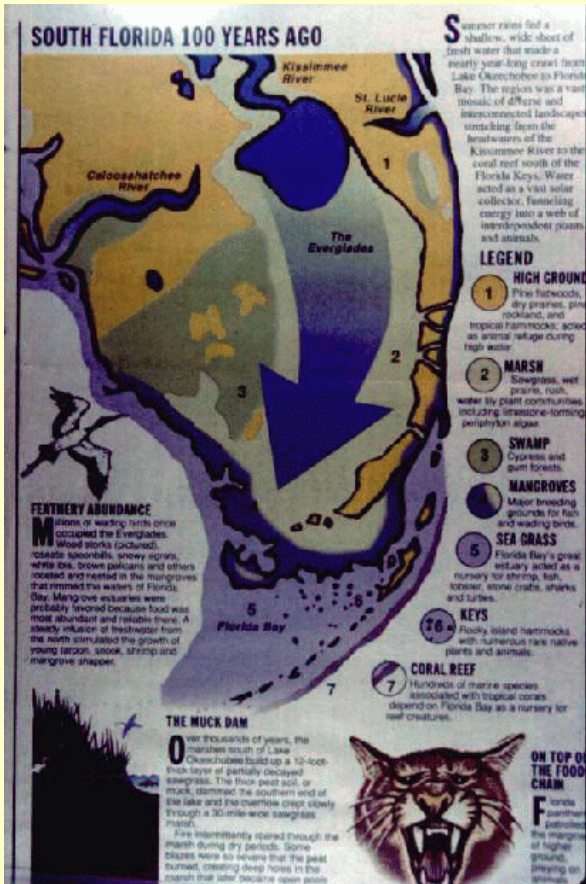 SOUTH FLORIDA 100 YEARS AGO
Summer rains fed a
shallow, wide sheet of
fresh water that made a
nearly year-long crawl from
Lake Okeechobee to Florida
Bay. The region was a vast
mosaic of diverse and
interconnected landscapes
stretching from the
headwaters of the
Kissimmee River to the
coral reef south of the
Florida Keys. Water
acted as a vast solar
collector, funneling
energy into a web of
interdependent plants
and animals.
Kissimmee
River
St. Lucie
River
Caloosahatchee
River
The
Everglades
1
2
3
5
6
7
Florida Bay
LEGEND
1
HIGH GROUND
Pine flatwoods,
dry prairies, pine
rockland, and
tropical hammocks; acted
as animal refuge during
high water.
2
MARSH
Sawgrass, wet
prairie, rush,
water lily plant communities
including limestone-forming
periphyton algae.
3
SWAMP
Cypress and
gum forests.
MANGROVES
Major breeding
grounds for fish
and wading birds.
5
SEA GRASS
Florida Bay's great
estuary acted as a
nursery for shrimp, fish,
lobster, stone crabs, sharks
and turtles.
6
KEYS
Rocky island hammocks
with numerous rare native
plants and animals.
7
CORAL REEF
Hundreds of marine species
associated with tropical corals
depend on Florida Bay as a nursery for
reef creatures.
FEATHERY ABUNDANCE
Millions of wading birds once
occupied the Everglades.
Wood storks (pictured),
roseate spoonbills, snowy egrets,
white ibis, brown pelicans and others
roosted and nested in the mangroves
that rimmed the waters of Florida
Bay. Mangrove estuaries were
probably favored because food was
most abundant and reliable there. A
steady infusion of freshwater from
the north stimulated the growth of
young tarpon, snook, shrimp and
mangrove snapper.
THE MUCK DAM
Over thousands of years, the
marshes south of Lake
Okeechobee build up a 12-foot-
thick layer of partially decayed
sawgrass. The thick peat soil, or
muck, dammed the southern end of
the lake and the overflow crept slowly
through a 30-mile-wide sawgrass
marsh.
Fire intermittently roared through the
marsh during dry periods. Some
blazes were so severe that the peat
burned, creating deep holes in the
marsh that later became open pools
ON TOP OF
THE FOOD
CHAIN
Florida
panther
patrolled
the margins
of higher
ground,
preying on
animals